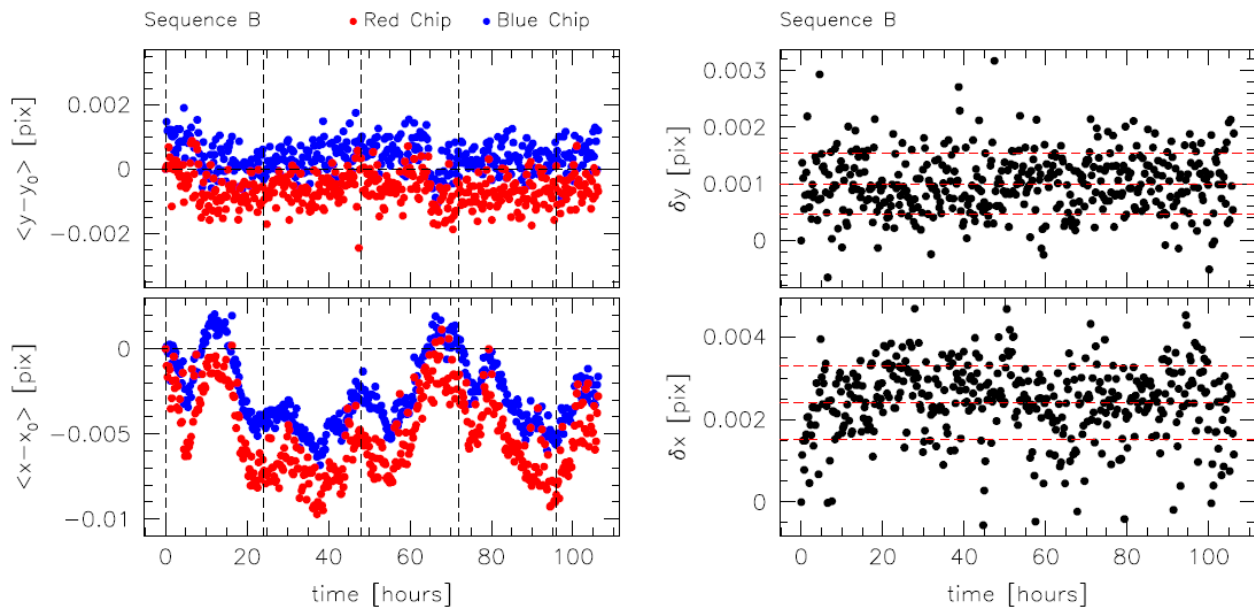 Sequence B
Red Chip
Blue Chip
Sequence B
<y−y₀> [pix]
0.002
0
−0.002
δy [pix]
0.003
0.002
0.001
0
<x−x₀> [pix]
0
−0.005
−0.01
δx [pix]
0.004
0.002
0
0 20 40 60 80 100
0 20 40 60 80 100
time [hours]
time [hours]